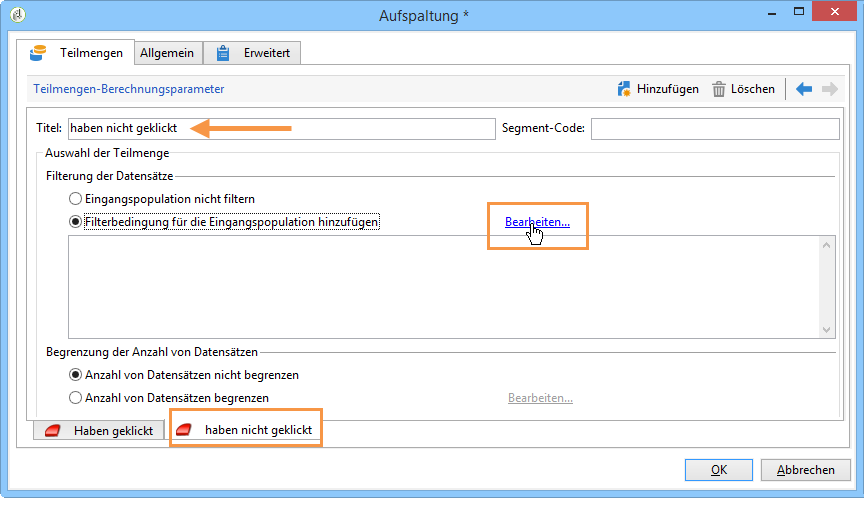 Aufspaltung *
Teilmengen Allgemein Erweitert
Teilmengen-Berechnungsparameter Hinzufügen Löschen
Titel: haben nicht geklickt Segment-Code:
Auswahl der Teilmenge
Filterung der Datensätze
Eingangspopulation nicht filtern
Filterbedingung für die Eingangspopulation hinzufügen Bearbeiten...
Begrenzung der Anzahl von Datensätzen
Anzahl von Datensätzen nicht begrenzen
Anzahl von Datensätzen begrenzen Bearbeiten...
Haben geklickt haben nicht geklickt
OK Abbrechen